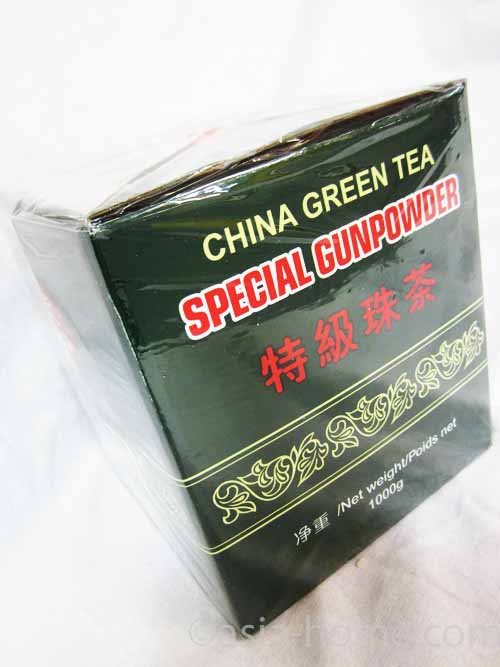 CHINA GREEN TEA
SPECIAL GUNPOWDER
特級珠茶
净重 /Net weight/Poids net
1000g